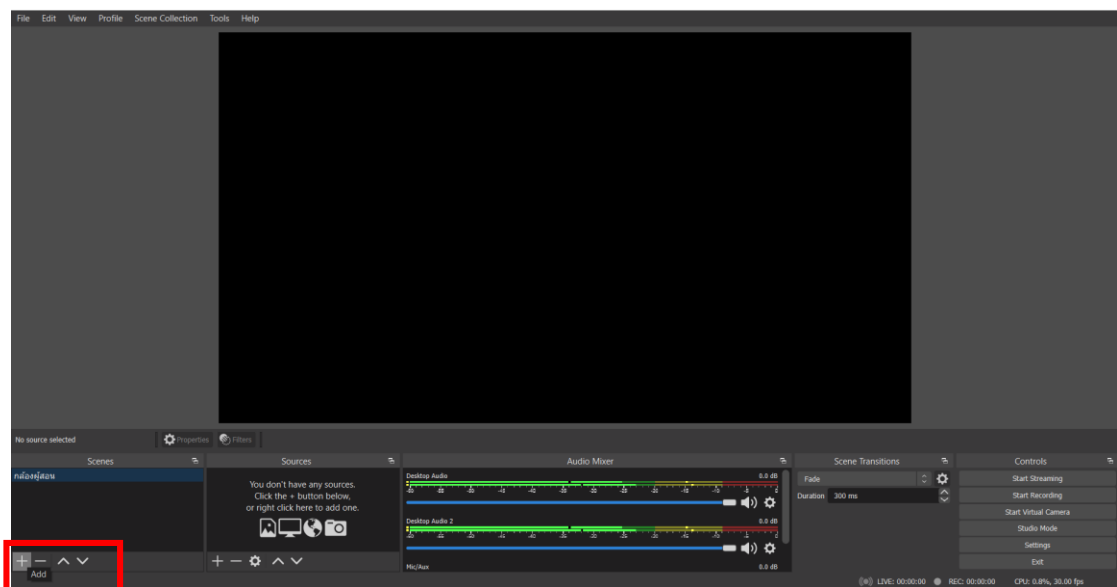 File Edit View Profile Scene Collection Tools Help
No source selected Properties Filters
Scenes Sources Audio Mixer Scene Transitions Controls
กล้องผู้สอน
You don't have any sources.
Click the + button below,
or right click here to add one.
Desktop Audio 0.0 dB
Desktop Audio 2 0.0 dB
Mic/Aux 0.0 dB
Fade
Duration 300 ms
Start Streaming
Start Recording
Start Virtual Camera
Studio Mode
Settings
Exit
Add
LIVE: 00:00:00 REC: 00:00:00 CPU: 0.8%, 30.00 fps